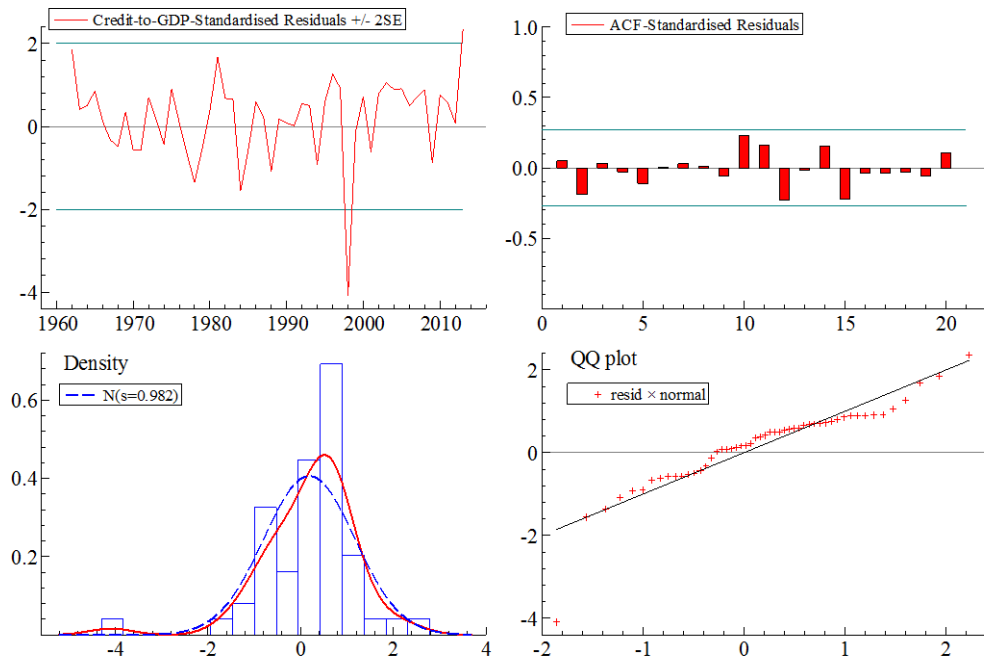 Credit-to-GDP-Standardised Residuals +/- 2SE
2
0
-2
-4
1960 1970 1980 1990 2000 2010
ACF-Standardised Residuals
1.0
0.5
0.0
-0.5
0 5 10 15 20
Density
N(s=0.982)
0.6
0.4
0.2
-4 -2 0 2 4
QQ plot
resid × normal
2
0
-2
-4
-2 -1 0 1 2